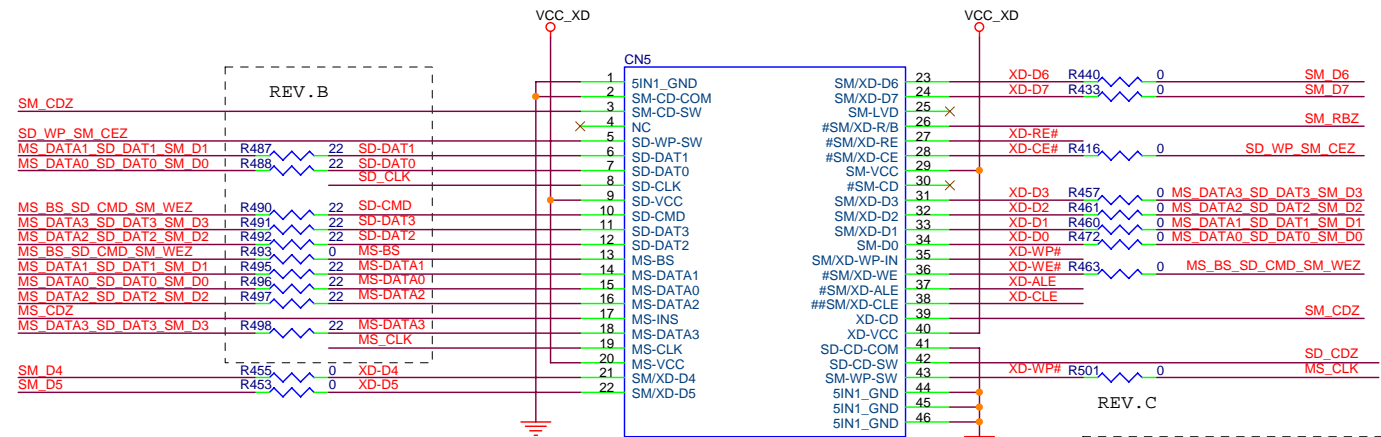 VCC_XD VCC_XD
CN5
REV.B
1 5IN1_GND SM/XD-D6 23 XD-D6 R440 0 SM_D6
2 SM-CD-COM SM/XD-D7 24 XD-D7 R433 0 SM_D7
SM_CDZ 3 SM-CD-SW SM-LVD 25
4 NC #SM/XD-R/B 26 SM_RBZ
SD_WP_SM_CEZ 5 SD-WP-SW #SM/XD-RE 27 XD-RE#
MS_DATA1_SD_DAT1_SM_D1 R487 22 SD-DAT1 6 SD-DAT1 #SM/XD-CE 28 XD-CE# R416 0 SD_WP_SM_CEZ
MS_DATA0_SD_DAT0_SM_D0 R488 22 SD-DAT0 7 SD-DAT0 SM-VCC 29
SD_CLK 8 SD-CLK #SM-CD 30
9 SD-VCC SM/XD-D3 31 XD-D3 R457 0 MS_DATA3_SD_DAT3_SM_D3
MS_BS_SD_CMD_SM_WEZ R490 22 SD-CMD 10 SD-CMD SM/XD-D2 32 XD-D2 R461 0 MS_DATA2_SD_DAT2_SM_D2
MS_DATA3_SD_DAT3_SM_D3 R491 22 SD-DAT3 11 SD-DAT3 SM/XD-D1 33 XD-D1 R460 0 MS_DATA1_SD_DAT1_SM_D1
MS_DATA2_SD_DAT2_SM_D2 R492 22 SD-DAT2 12 SD-DAT2 SM-D0 34 XD-D0 R472 0 MS_DATA0_SD_DAT0_SM_D0
MS_BS_SD_CMD_SM_WEZ R493 0 MS-BS 13 MS-BS SM/XD-WP-IN 35 XD-WP#
MS_DATA1_SD_DAT1_SM_D1 R495 22 MS-DATA1 14 MS-DATA1 #SM/XD-WE 36 XD-WE# R463 0 MS_BS_SD_CMD_SM_WEZ
MS_DATA0_SD_DAT0_SM_D0 R496 22 MS-DATA0 15 MS-DATA0 #SM/XD-ALE 37 XD-ALE
MS_DATA2_SD_DAT2_SM_D2 R497 22 MS-DATA2 16 MS-DATA2 ##SM/XD-CLE 38 XD-CLE
MS_CDZ 17 MS-INS XD-CD 39 SM_CDZ
MS_DATA3_SD_DAT3_SM_D3 R498 22 MS-DATA3 18 MS-DATA3 XD-VCC 40
MS_CLK 19 MS-CLK SD-CD-COM 41
20 MS-VCC SD-CD-SW 42 SD_CDZ
SM_D4 R455 0 XD-D4 21 SM/XD-D4 SM-WP-SW 43 XD-WP# R501 0 MS_CLK
SM_D5 R453 0 XD-D5 22 SM/XD-D5 5IN1_GND 44
5IN1_GND 45
5IN1_GND 46
REV.C